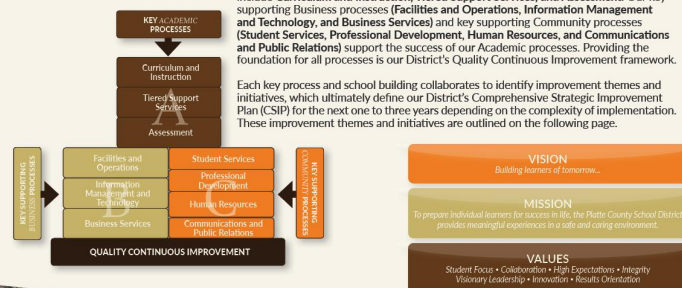 supporting Business processes (Facilities and Operations, Information Management
and Technology, and Business Services) and key supporting Community processes
(Student Services, Professional Development, Human Resources, and Communications
and Public Relations) support the success of our Academic processes. Providing the
foundation for all processes is our District's Quality Continuous Improvement framework.
Each key process and school building collaborates to identify improvement themes and
initiatives, which ultimately define our District's Comprehensive Strategic Improvement
Plan (CSIP) for the next one to three years depending on the complexity of implementation.
These improvement themes and initiatives are outlined on the following page.
KEY ACADEMIC
PROCESSES
Curriculum and
Instruction
Tiered Support
Services
Assessment
A
KEY SUPPORTING
BUSINESS PROCESSES
Facilities and
Operations
Information
Management and
Technology
Business Services
B
Student Services
Professional
Development
Human Resources
Communications and
Public Relations
C
KEY SUPPORTING
COMMUNITY PROCESSES
QUALITY CONTINUOUS IMPROVEMENT
VISION
Building learners of tomorrow...
MISSION
To prepare individual learners for success in life, the Platte County School District
provides meaningful experiences in a safe and caring environment.
VALUES
Student Focus • Collaboration • High Expectations • Integrity
Visionary Leadership • Innovation • Results Orientation